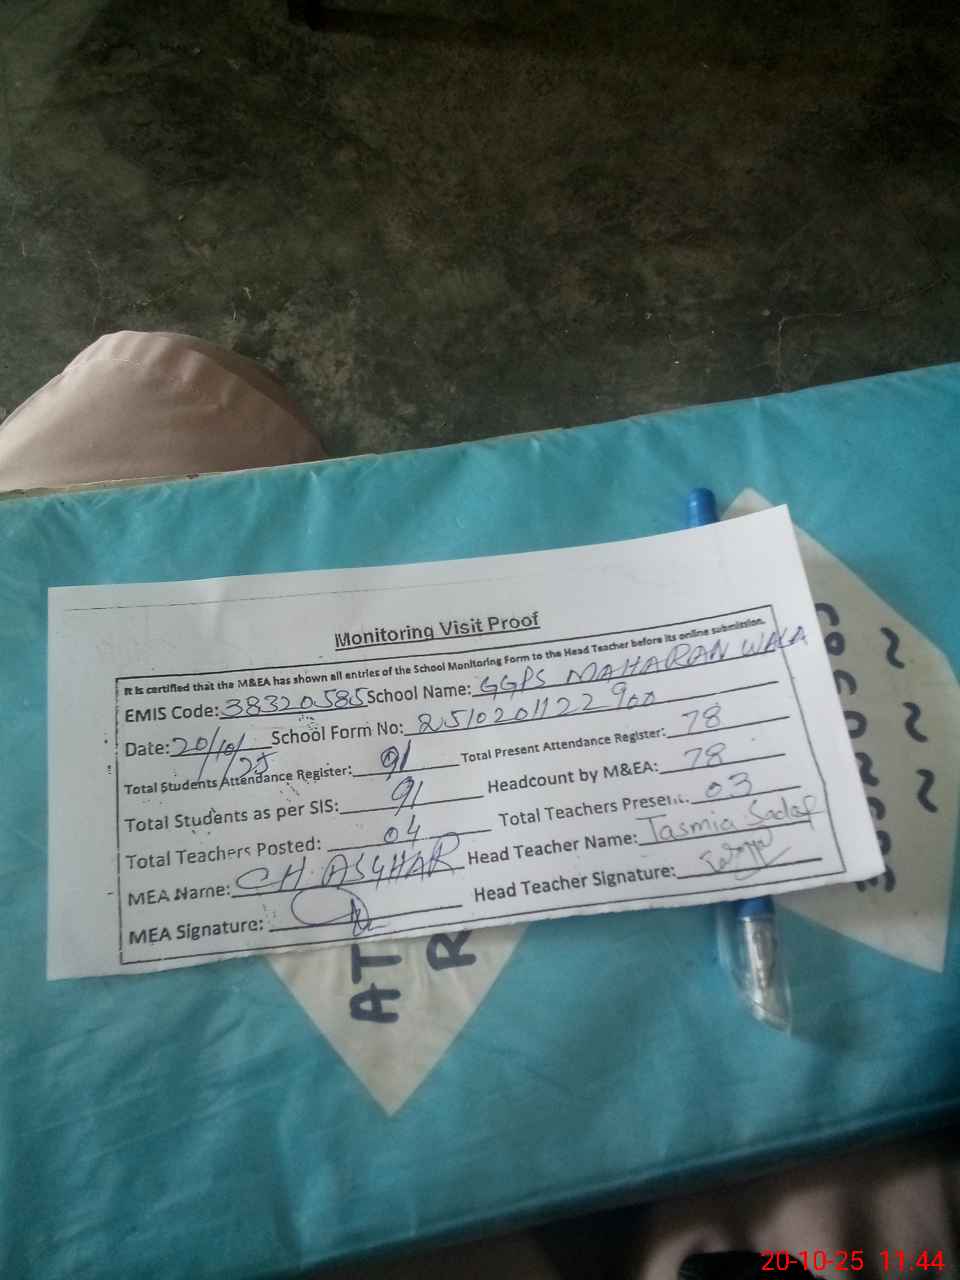 Monitoring Visit Proof
It is certified that the M&EA has shown all entries of the School Monitoring Form to the Head Teacher before its online submission.
EMIS Code: 38320585 School Name: GGPS MAHARAN WALA
Date: 20/10/25 School Form No: 2510201122900
Total Students Attendance Register: 91 Total Present Attendance Register: 78
Total Students as per SIS: 91 Headcount by M&EA: 78
Total Teachers Posted: 04 Total Teachers Present: 03
MEA Name: CH. ASGHAR Head Teacher Name: Tasmia Sadaf
MEA Signature: Head Teacher Signature:
AT
R
20-10-25 11:44